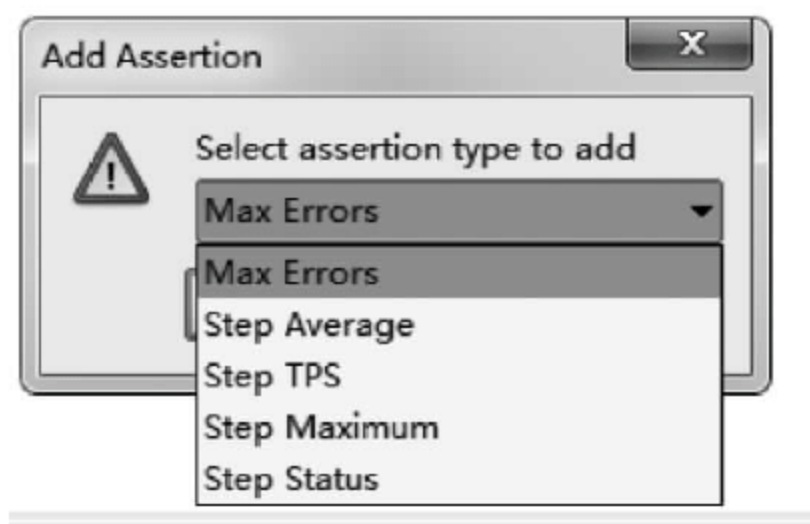 Add Assertion
Select assertion type to add
Max Errors
Max Errors
Step Average
Step TPS
Step Maximum
Step Status